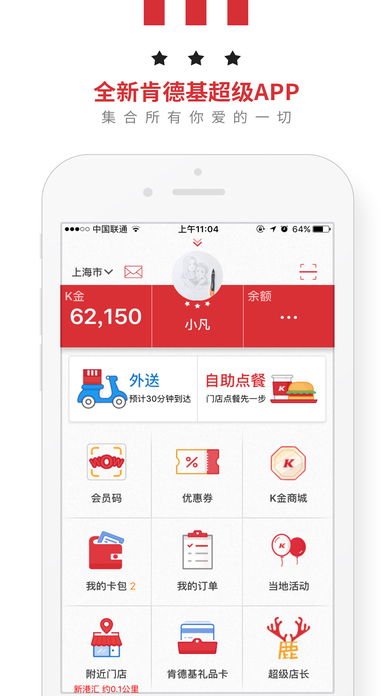 全新肯德基超级APP
集合所有你爱的一切
中国联通 上午11:04 64%
上海市
K金 余额
62,150 ...
小凡
外送 自助点餐
预计30分钟到达 门店点餐先一步
WOW % K
会员码 优惠券 K金商城
K
我的卡包 2 我的订单 当地活动
鹿
附近门店 肯德基礼品卡 超级店长
新港汇 约0.1公里